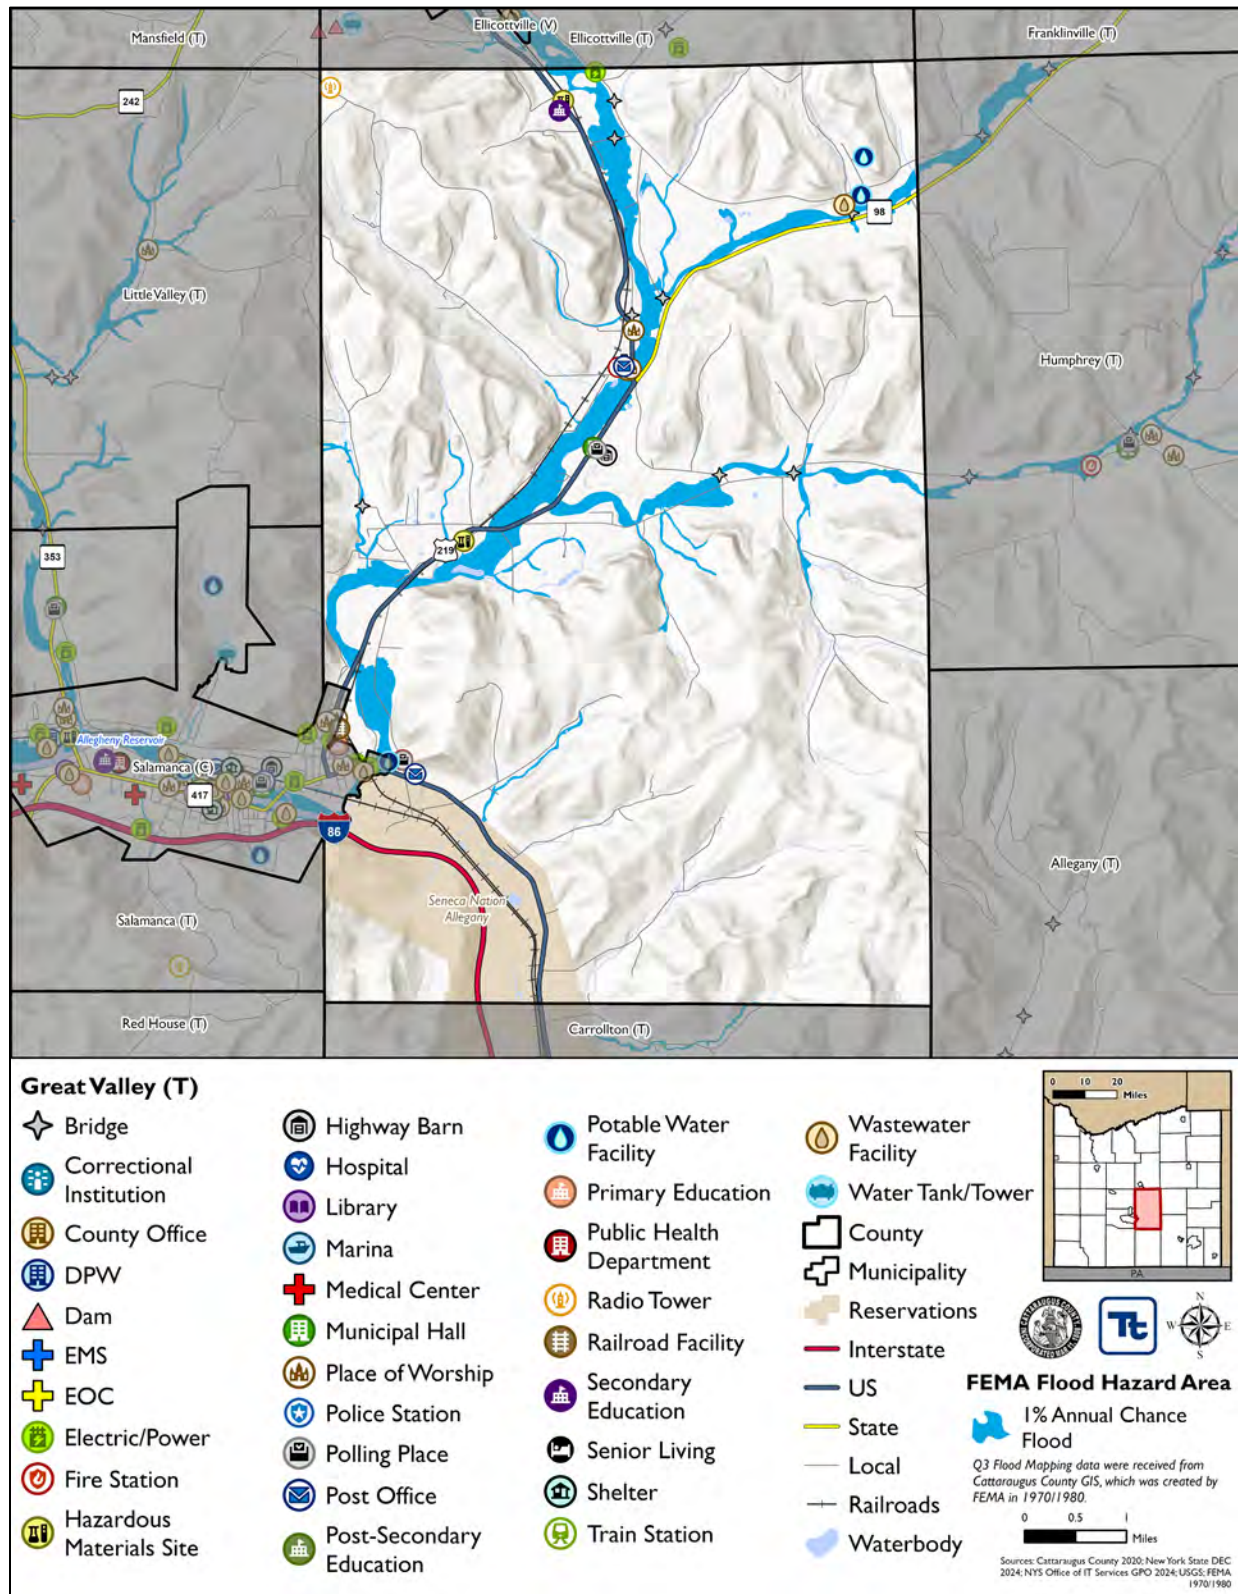 Mansfield (T)
Ellicottville (V)
Ellicottville (T)
Franklinville (T)
242
98
Little Valley (T)
Humphrey (T)
353
219
Allegheny Reservoir
Salamanca (C)
417
86
Allegany (T)
Seneca Nation
Allegany
Salamanca (T)
Red House (T)
Carrollton (T)
Great Valley (T)
Bridge
Correctional
Institution
County Office
DPW
Dam
EMS
EOC
Electric/Power
Fire Station
Hazardous
Materials Site
Highway Barn
Hospital
Library
Marina
Medical Center
Municipal Hall
Place of Worship
Police Station
Polling Place
Post Office
Post-Secondary
Education
Potable Water
Facility
Primary Education
Public Health
Department
Radio Tower
Railroad Facility
Secondary
Education
Senior Living
Shelter
Train Station
Wastewater
Facility
Water Tank/Tower
County
Municipality
Reservations
Interstate
US
State
Local
Railroads
Waterbody
0 10 20
Miles
PA
CATTARAUGUS COUNTY
Tt
N
W E
S
FEMA Flood Hazard Area
1% Annual Chance
Flood
Q3 Flood Mapping data were received from
Cattaraugus County GIS, which was created by
FEMA in 1970/1980.
0 0.5 1
Miles
Sources: Cattaraugus County 2020; New York State DEC
2024; NYS Office of IT Services GPO 2024; USGS; FEMA
1970/1980